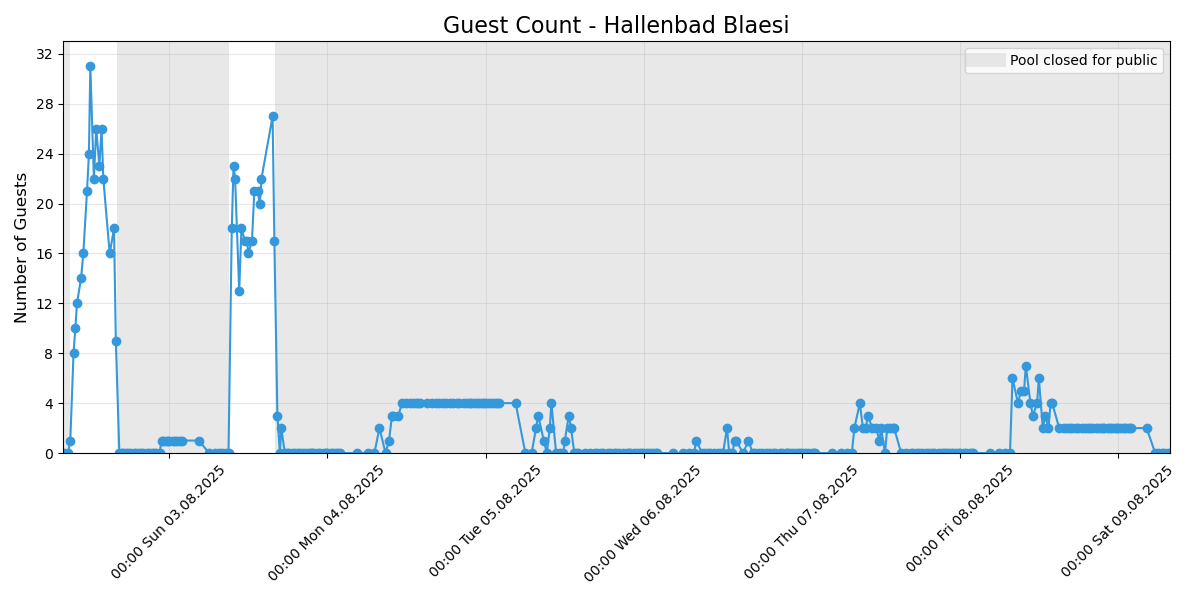 Guest Count - Hallenbad Blaesi
Pool closed for public
Number of Guests
32
28
24
20
16
12
8
4
0
00:00 Sun 03.08.2025
00:00 Mon 04.08.2025
00:00 Tue 05.08.2025
00:00 Wed 06.08.2025
00:00 Thu 07.08.2025
00:00 Fri 08.08.2025
00:00 Sat 09.08.2025